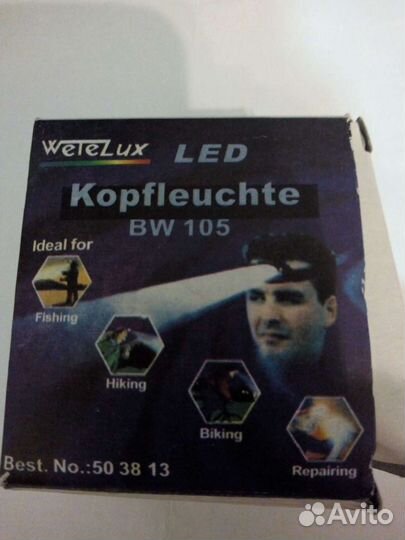 WeTeLux LED
Kopfleuchte
BW 105
Ideal for
Fishing
Hiking
Biking
Repairing
Best. No.:50 38 13
Avito